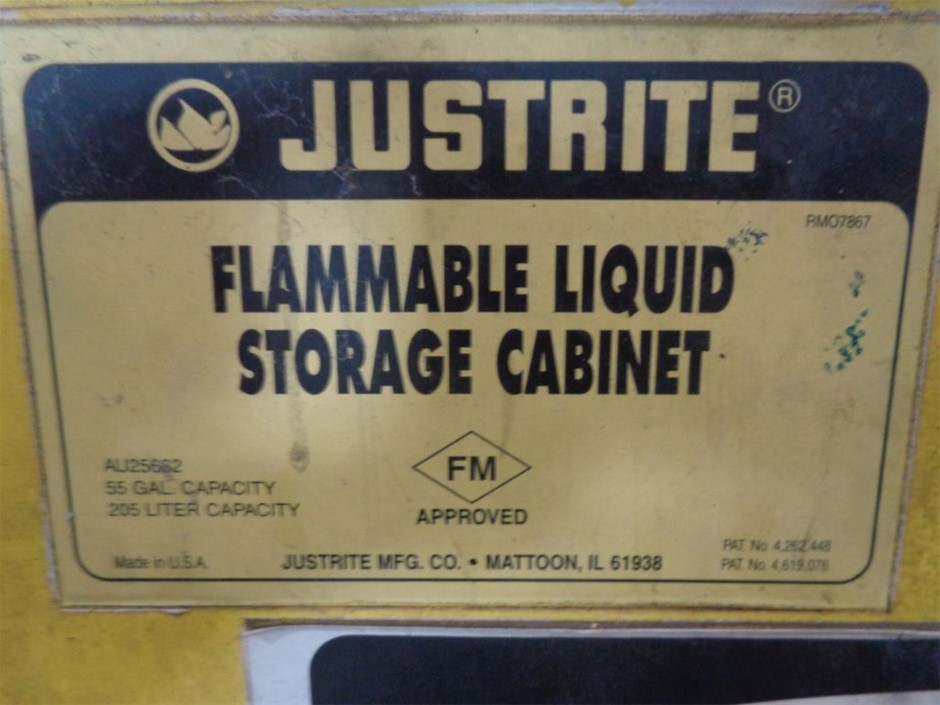 JUSTRITE®
RMO7867
FLAMMABLE LIQUID
STORAGE CABINET
FM
APPROVED
55 GAL. CAPACITY
205 LITER CAPACITY
Made in U.S.A.
JUSTRITE MFG. CO. • MATTOON, IL 61938
PAT. No. 4,262,448
PAT. No. 4,619,076